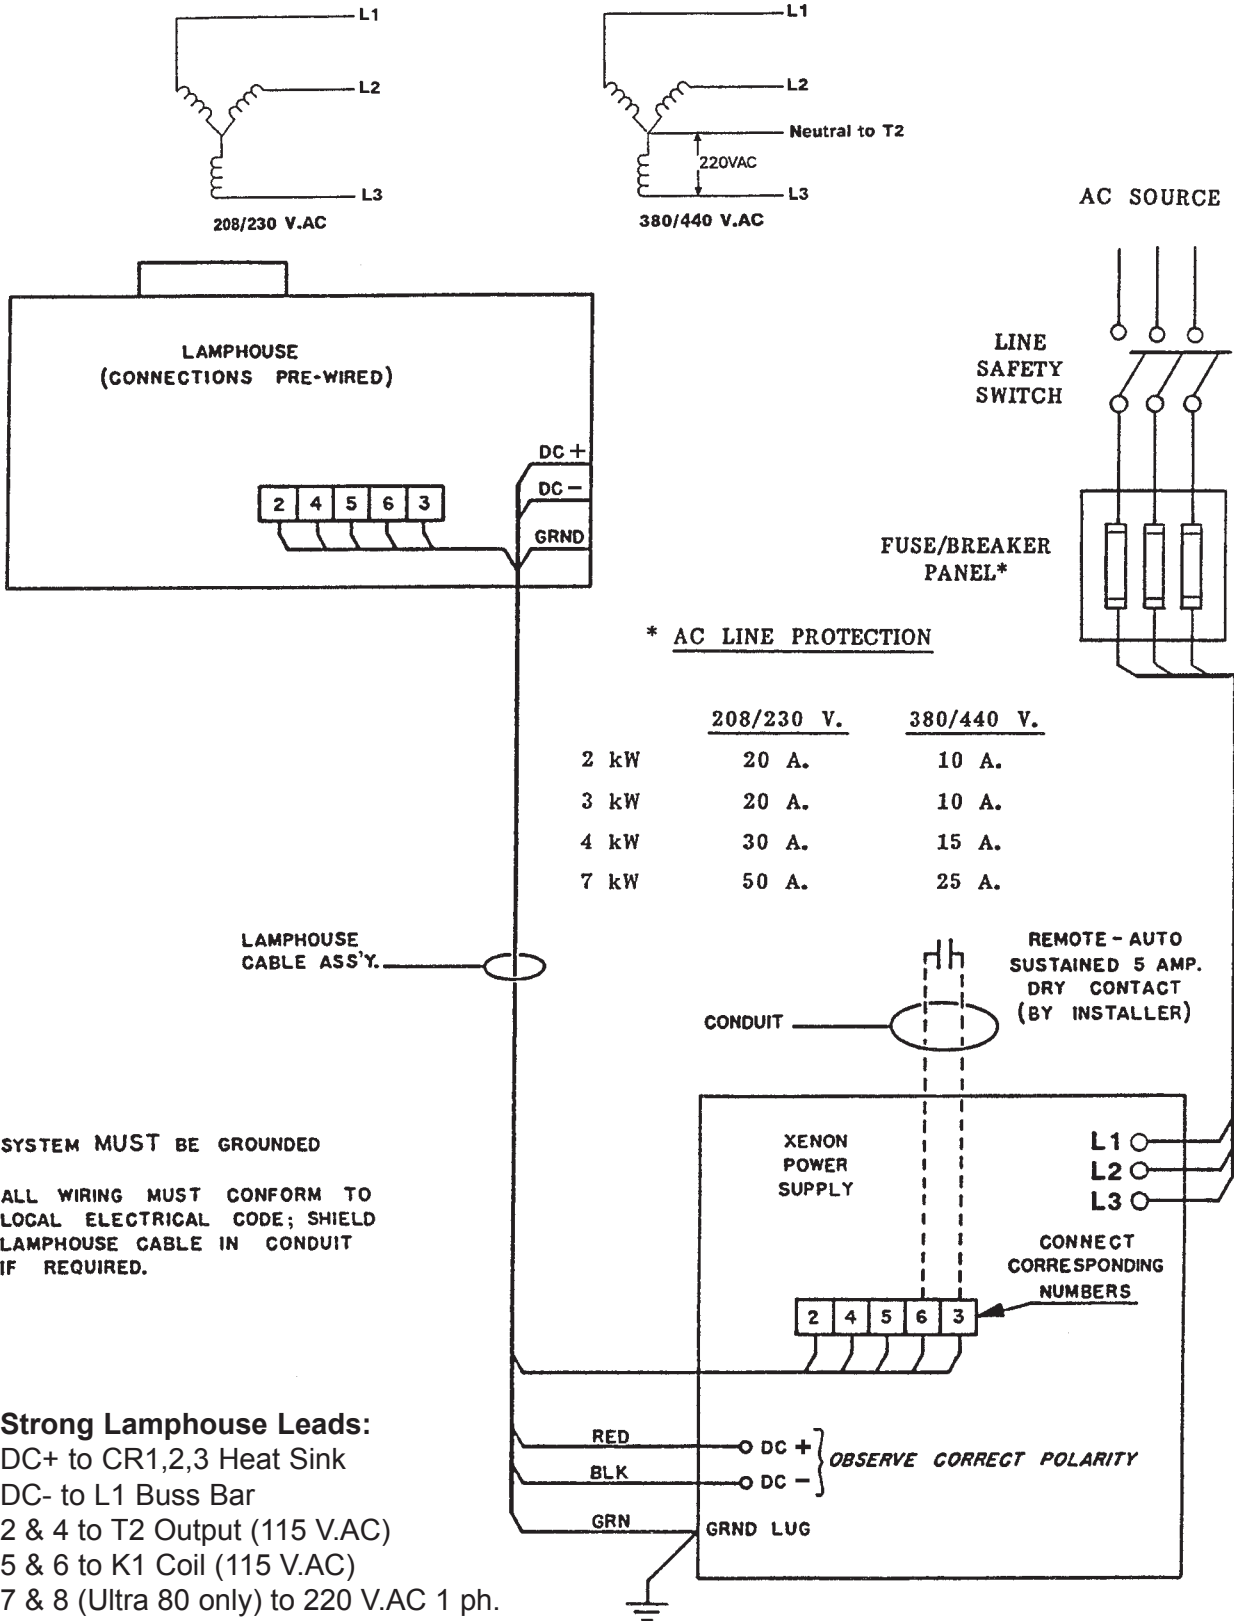 L1
L2
L3
208/230 V.AC
L1
L2
Neutral to T2
220VAC
L3
380/440 V.AC
AC SOURCE
LINE
SAFETY
SWITCH
LAMPHOUSE
(CONNECTIONS PRE-WIRED)
DC +
DC -
GRND
2 4 5 6 3
FUSE/BREAKER
PANEL*
* AC LINE PROTECTION
208/230 V. 380/440 V.
2 kW 20 A. 10 A.
3 kW 20 A. 10 A.
4 kW 30 A. 15 A.
7 kW 50 A. 25 A.
LAMPHOUSE
CABLE ASS'Y.
REMOTE - AUTO
SUSTAINED 5 AMP.
DRY CONTACT
(BY INSTALLER)
CONDUIT
SYSTEM MUST BE GROUNDED
ALL WIRING MUST CONFORM TO
LOCAL ELECTRICAL CODE; SHIELD
LAMPHOUSE CABLE IN CONDUIT
IF REQUIRED.
XENON
POWER
SUPPLY
L1
L2
L3
CONNECT
CORRESPONDING
NUMBERS
2 4 5 6 3
RED
DC +
BLK
DC -
OBSERVE CORRECT POLARITY
GRN
GRND LUG
Strong Lamphouse Leads:
DC+ to CR1,2,3 Heat Sink
DC- to L1 Buss Bar
2 & 4 to T2 Output (115 V.AC)
5 & 6 to K1 Coil (115 V.AC)
7 & 8 (Ultra 80 only) to 220 V.AC 1 ph.